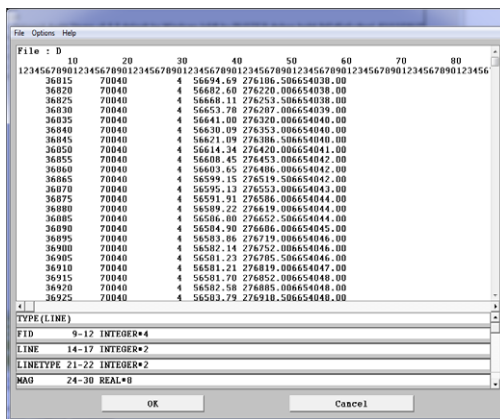 File Options Help
File : D
10 20 30 40 50 60 70 80
12345678901234567890123456789012345678901234567890123456789012345678901234567890123456
36815 70040 4 56694.69 276186.506654038.00
36820 70040 4 56682.60 276220.006654038.00
36825 70040 4 56668.11 276253.506654038.00
36830 70040 4 56653.78 276287.006654039.00
36835 70040 4 56641.00 276320.006654040.00
36840 70040 4 56630.09 276353.006654040.00
36845 70040 4 56621.09 276386.506654040.00
36850 70040 4 56614.34 276420.006654041.00
36855 70040 4 56608.45 276453.006654042.00
36860 70040 4 56603.65 276486.006654042.00
36865 70040 4 56599.15 276519.506654042.00
36870 70040 4 56595.13 276553.006654043.00
36875 70040 4 56591.91 276586.006654044.00
36880 70040 4 56589.22 276619.006654044.00
36885 70040 4 56586.80 276652.506654044.00
36890 70040 4 56584.90 276686.006654045.00
36895 70040 4 56583.86 276719.006654046.00
36900 70040 4 56582.14 276752.006654046.00
36905 70040 4 56581.23 276785.506654046.00
36910 70040 4 56581.21 276819.006654047.00
36915 70040 4 56581.70 276852.006654048.00
36920 70040 4 56582.58 276885.006654048.00
36925 70040 4 56583.79 276918.506654048.00
TYPE(LINE)
FID 9-12 INTEGER*4
LINE 14-17 INTEGER*2
LINETYPE 21-22 INTEGER*2
MAG 24-30 REAL*8
OK Cancel